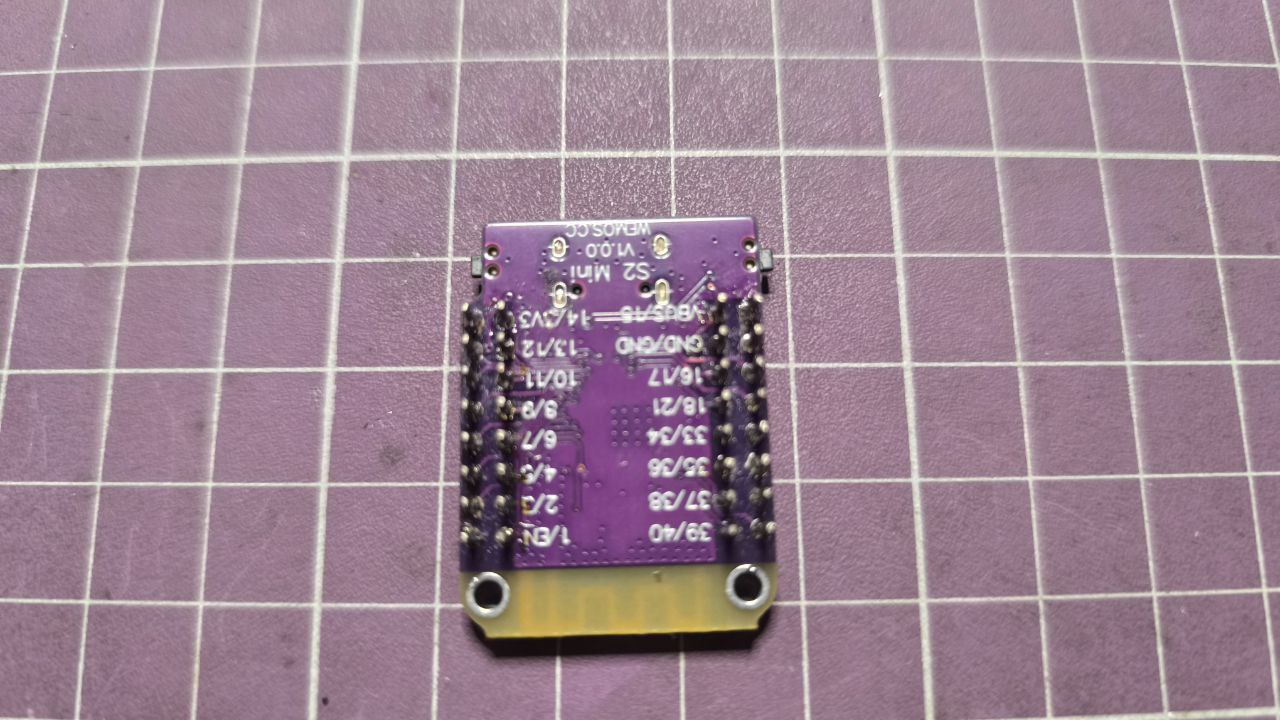 39/40 1/EN
37/38 2/3
35/36 4/5
33/34 6/7
18/21 8/9
16/17 10/11
GND/GND 13/12
VBUS/15 14/3V3
S2 Mini
V1.0.0
WEMOS.CC